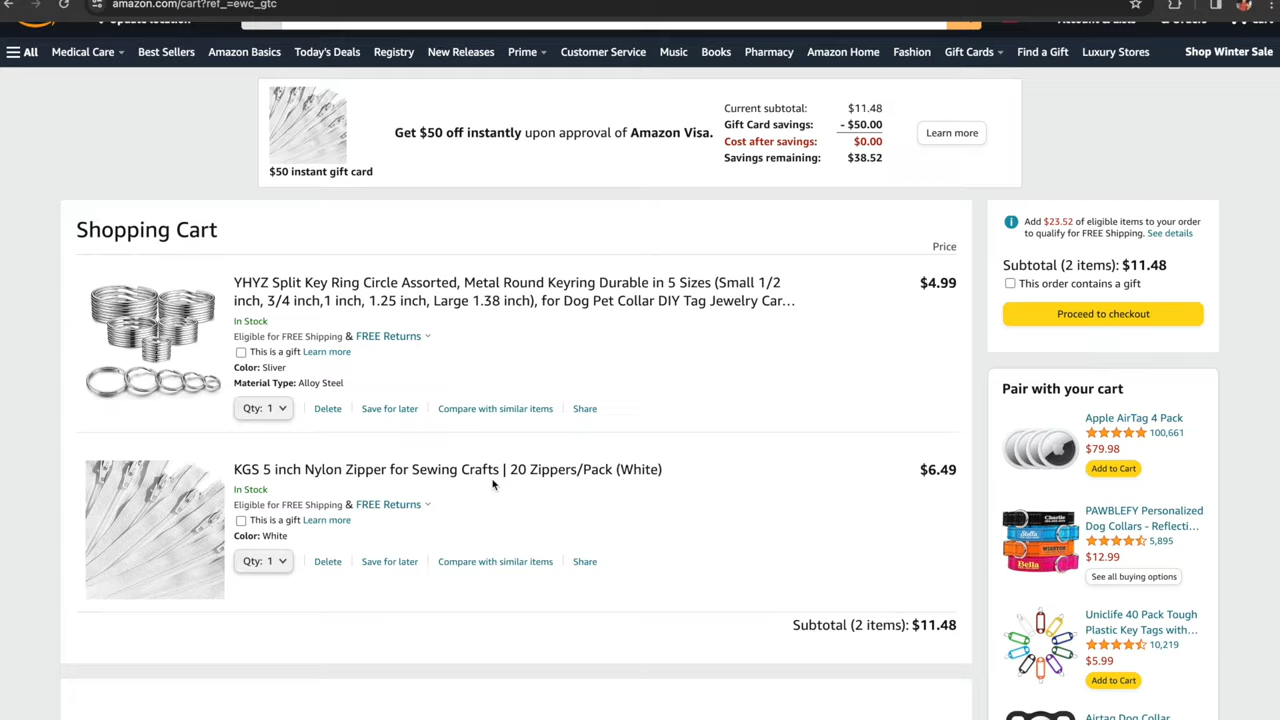 amazon.com/cart?ref_=ewc_gtc
Update location
Account & Lists
& Orders
Cart
All
Medical Care
Best Sellers
Amazon Basics
Today's Deals
Registry
New Releases
Prime
Customer Service
Music
Books
Pharmacy
Amazon Home
Fashion
Gift Cards
Find a Gift
Luxury Stores
Shop Winter Sale
$50 instant gift card
Get $50 off instantly upon approval of Amazon Visa.
Current subtotal: $11.48
Gift Card savings: - $50.00
Cost after savings: $0.00
Savings remaining: $38.52
Learn more
Shopping Cart
Price
YHYZ Split Key Ring Circle Assorted, Metal Round Keyring Durable in 5 Sizes (Small 1/2
inch, 3/4 inch,1 inch, 1.25 inch, Large 1.38 inch), for Dog Pet Collar DIY Tag Jewelry Car...
$4.99
In Stock
Eligible for FREE Shipping & FREE Returns
This is a gift Learn more
Color: Sliver
Material Type: Alloy Steel
Qty: 1
Delete
Save for later
Compare with similar items
Share
KGS 5 inch Nylon Zipper for Sewing Crafts | 20 Zippers/Pack (White)
$6.49
In Stock
Eligible for FREE Shipping & FREE Returns
This is a gift Learn more
Color: White
Qty: 1
Delete
Save for later
Compare with similar items
Share
Subtotal (2 items): $11.48
Add $23.52 of eligible items to your order
to qualify for FREE Shipping. See details
Subtotal (2 items): $11.48
This order contains a gift
Proceed to checkout
Pair with your cart
Apple AirTag 4 Pack
100,661
$79.98
Add to Cart
Charlie
Stella
WINSTON
Bella
PAWBLEFY Personalized
Dog Collars - Reflecti...
5,895
$12.99
See all buying options
Uniclife 40 Pack Tough
Plastic Key Tags with...
10,219
$5.99
Add to Cart
Airtag Dog Collar